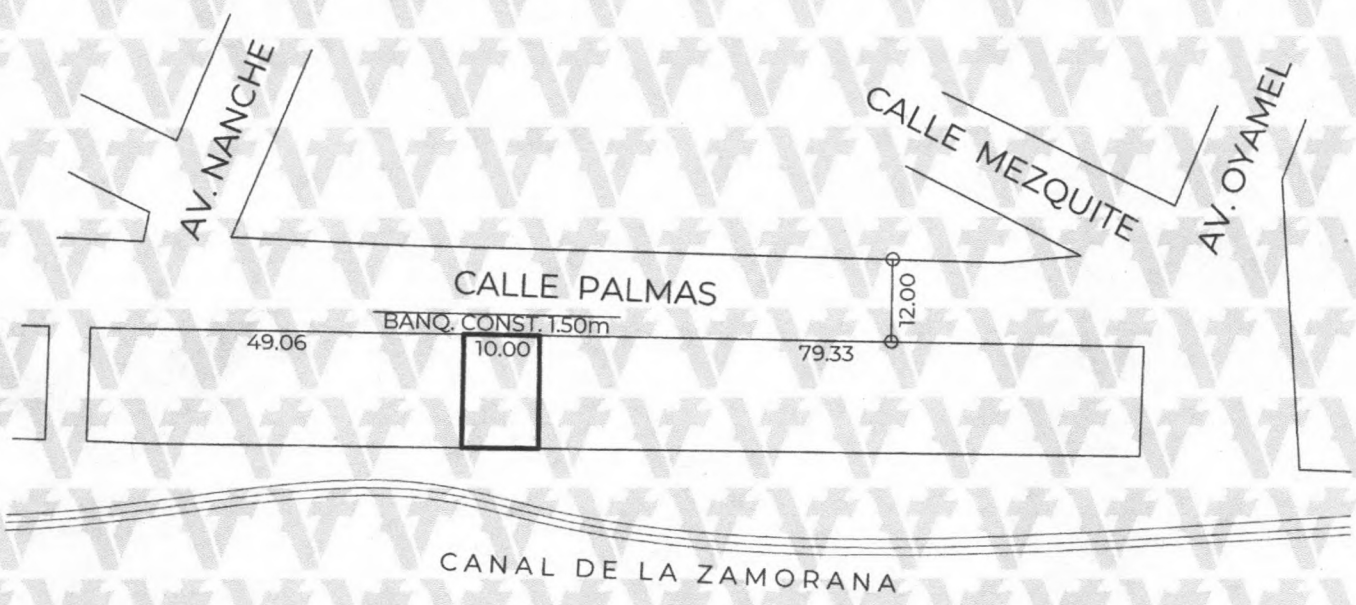 AV. NANCHE
CALLE MEZQUITE
AV. OYAMEL
CALLE PALMAS
12.00
BANQ. CONST. 1.50m
49.06
10.00
79.33
CANAL DE LA ZAMORANA